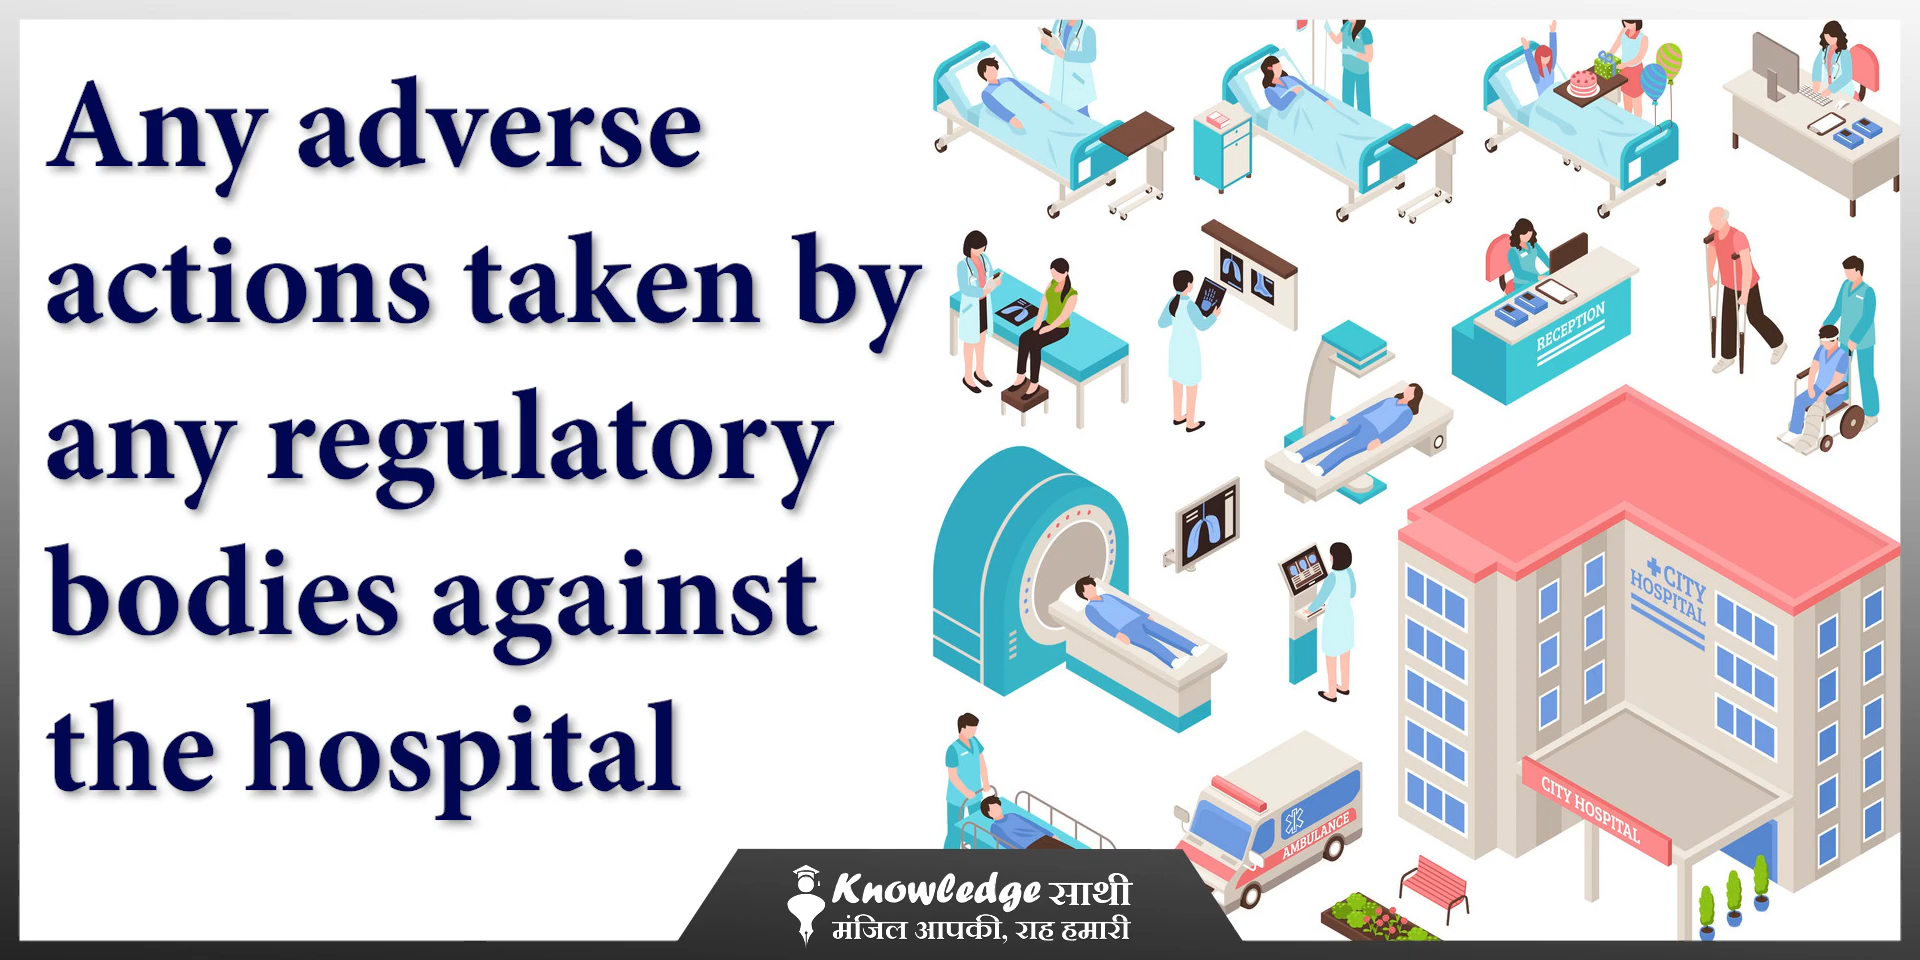 Any adverse
actions taken by
any regulatory
bodies against
the hospital
RECEPTION
CITY
HOSPITAL
CITY HOSPITAL
AMBULANCE
Knowledge साथी
मंजिल आपकी, राह हमारी